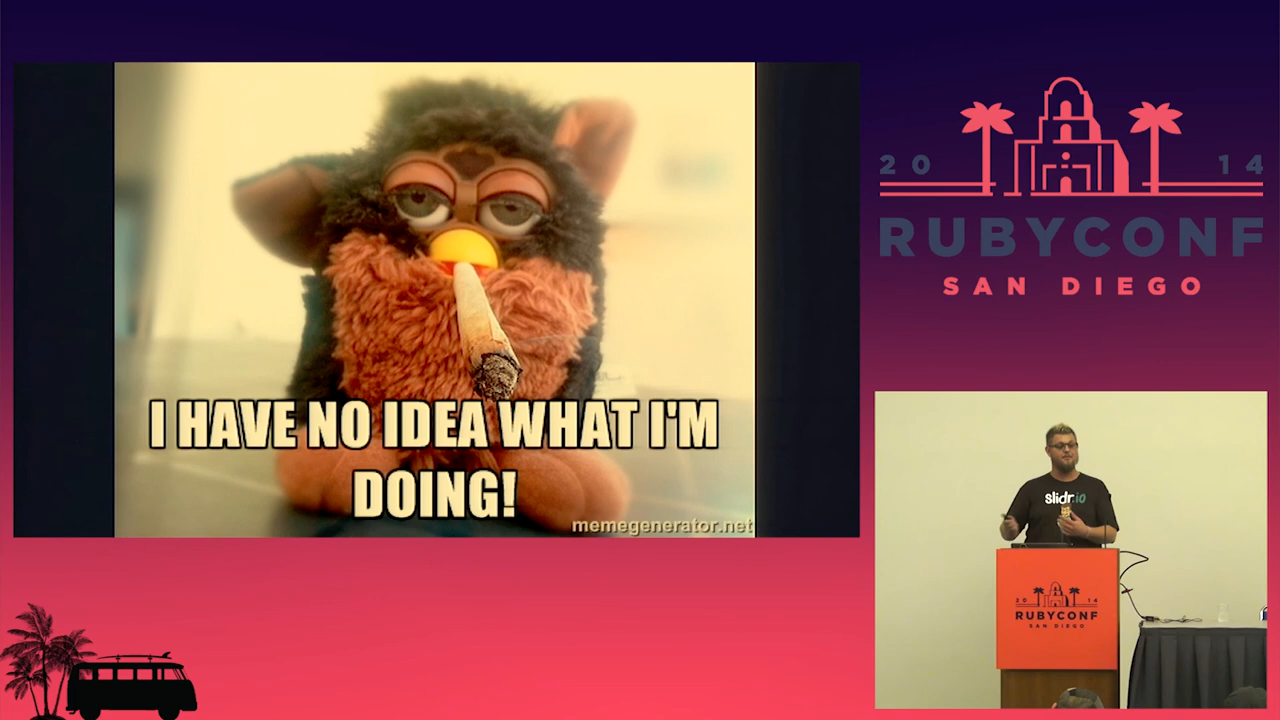 I HAVE NO IDEA WHAT I'M
DOING!
memegenerator.net
20 14
RUBYCONF
SAN DIEGO
slidr.io
20 14
RUBYCONF
SAN DIEGO